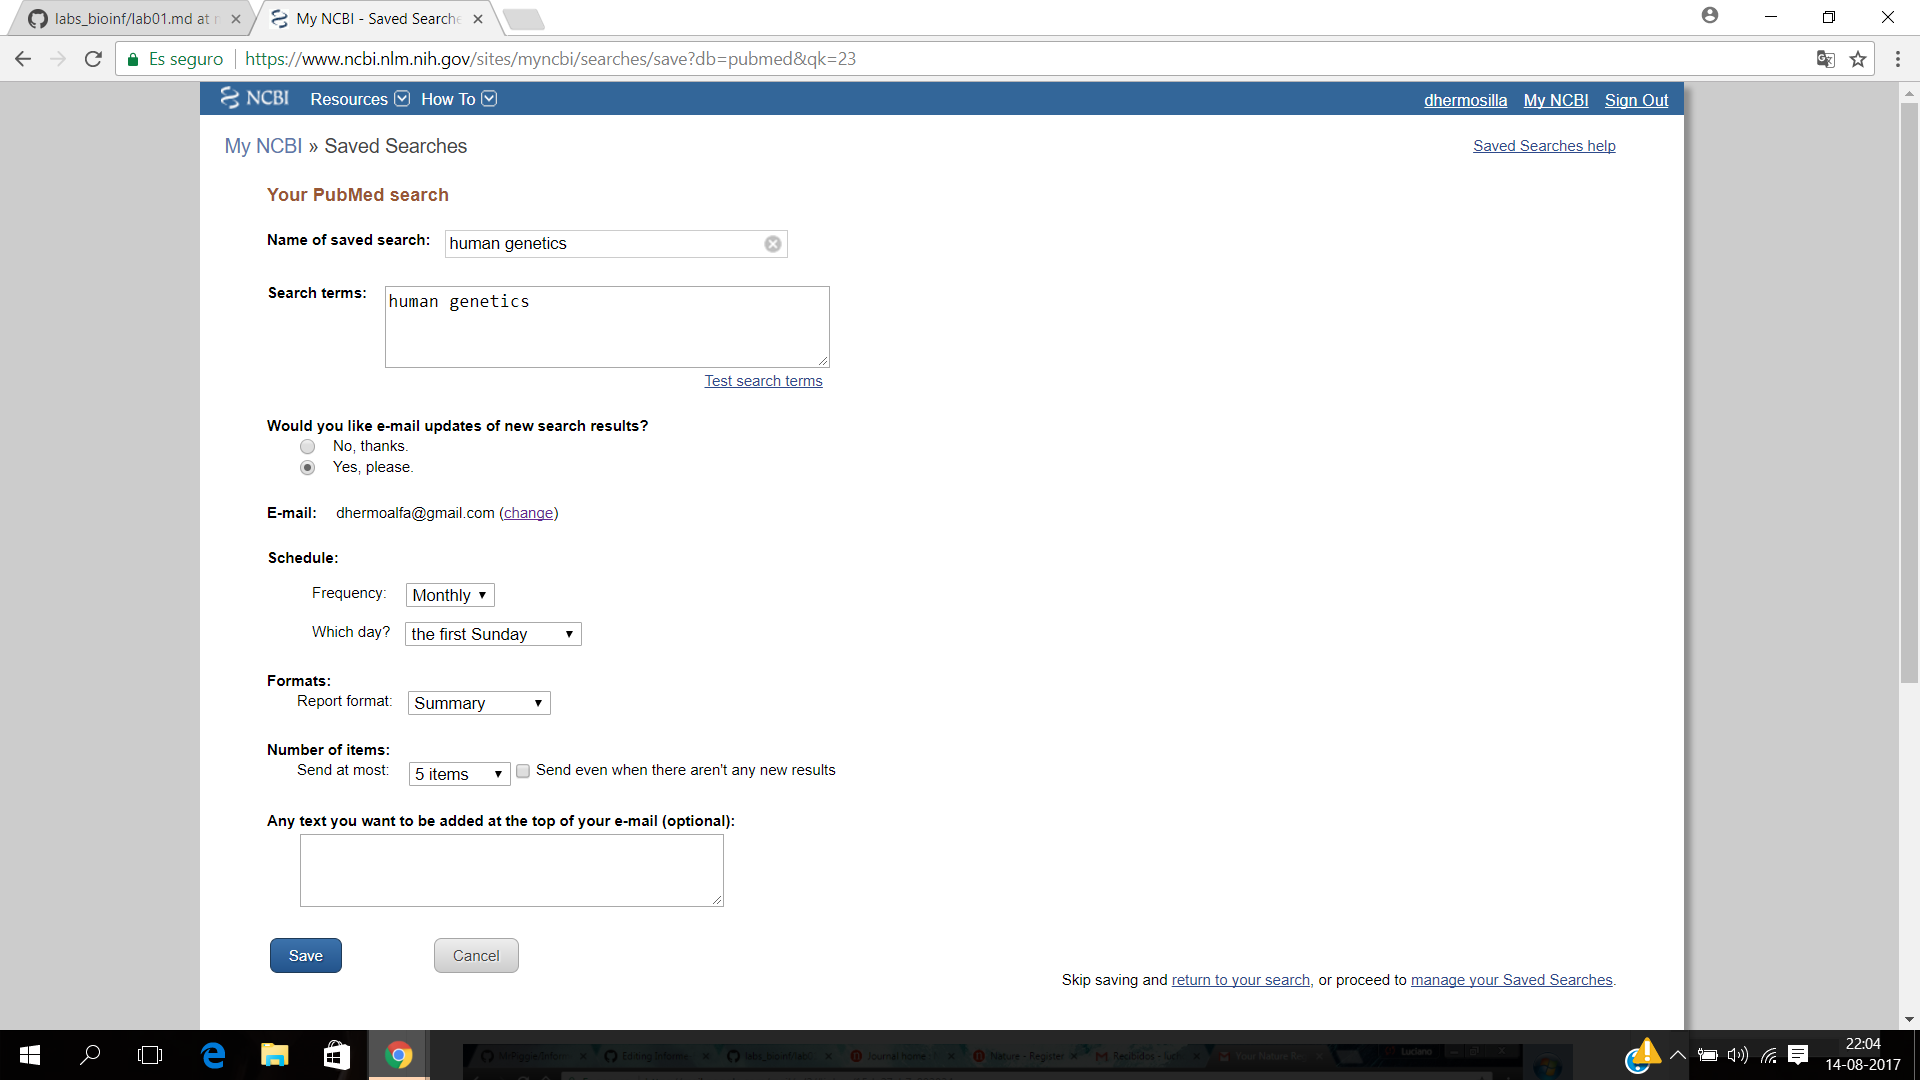 labs_bioinf/lab01.md at
My NCBI - Saved Searche
Es seguro
https://www.ncbi.nlm.nih.gov/sites/myncbi/searches/save?db=pubmed&qk=23
NCBI Resources How To dhermosilla My NCBI Sign Out
My NCBI » Saved Searches Saved Searches help
Your PubMed search
Name of saved search: human genetics
Search terms: human genetics
Test search terms
Would you like e-mail updates of new search results?
No, thanks.
Yes, please.
E-mail: dhermoalfa@gmail.com (change)
Schedule:
Frequency: Monthly
Which day? the first Sunday
Formats:
Report format: Summary
Number of items:
Send at most: 5 items Send even when there aren't any new results
Any text you want to be added at the top of your e-mail (optional):
Save Cancel
Skip saving and return to your search, or proceed to manage your Saved Searches.
Luciano
22:04
14-08-2017